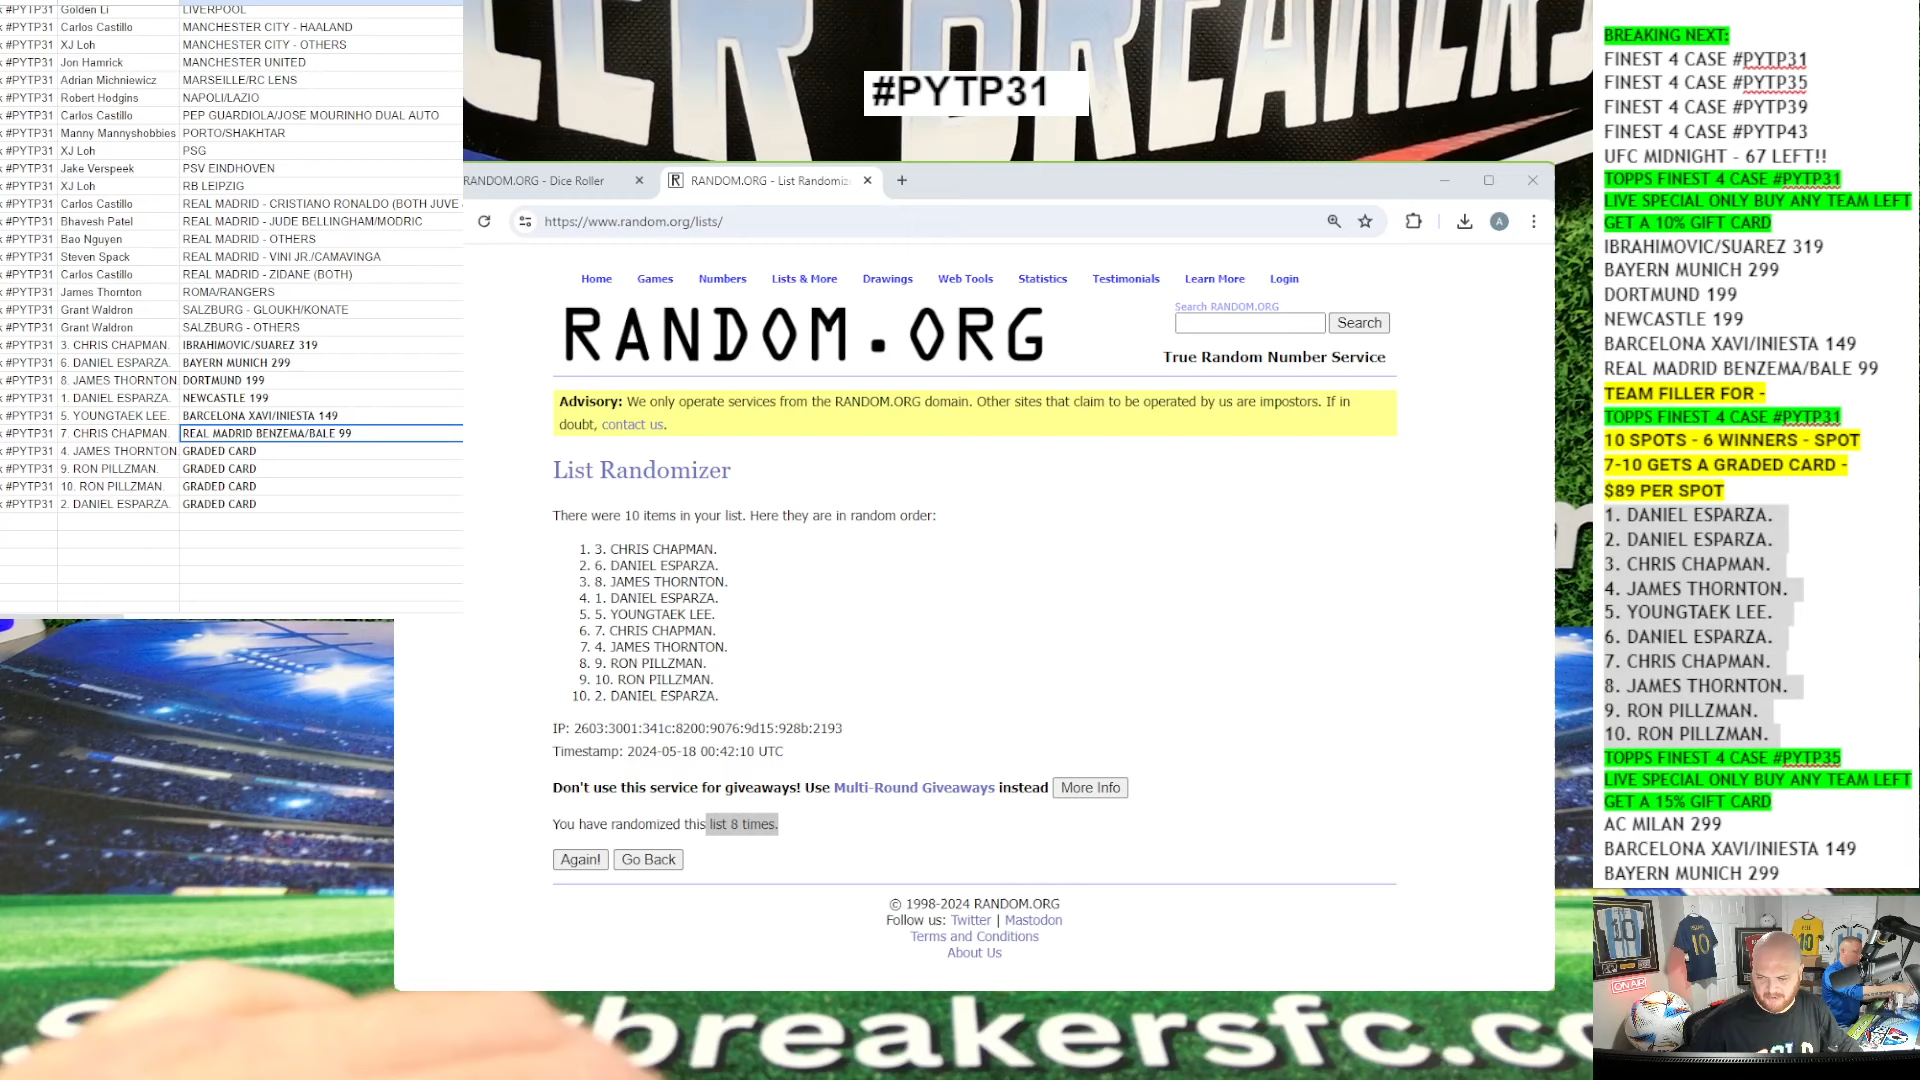 #PYTP31 Golden Li LIVERPOOL
#PYTP31 Carlos Castillo MANCHESTER CITY - HAALAND
#PYTP31 XJ Loh MANCHESTER CITY - OTHERS
#PYTP31 Jon Hamrick MANCHESTER UNITED
#PYTP31 Adrian Michniewicz MARSEILLE/RC LENS
#PYTP31 Robert Hodgins NAPOLI/LAZIO
#PYTP31 Carlos Castillo PEP GUARDIOLA/JOSE MOURINHO DUAL AUTO
#PYTP31 Manny Mannyshobbies PORTO/SHAKHTAR
#PYTP31 XJ Loh PSG
#PYTP31 Jake Verspeek PSV EINDHOVEN
#PYTP31 XJ Loh RB LEIPZIG
#PYTP31 Carlos Castillo REAL MADRID - CRISTIANO RONALDO (BOTH JUVE
#PYTP31 Bhavesh Patel REAL MADRID - JUDE BELLINGHAM/MODRIC
#PYTP31 Bao Nguyen REAL MADRID - OTHERS
#PYTP31 Steven Spack REAL MADRID - VINI JR./CAMAVINGA
#PYTP31 Carlos Castillo REAL MADRID - ZIDANE (BOTH)
#PYTP31 James Thornton ROMA/RANGERS
#PYTP31 Grant Waldron SALZBURG - GLOUKH/KONATE
#PYTP31 Grant Waldron SALZBURG - OTHERS
#PYTP31 3. CHRIS CHAPMAN. IBRAHIMOVIC/SUAREZ 319
#PYTP31 6. DANIEL ESPARZA. BAYERN MUNICH 299
#PYTP31 8. JAMES THORNTON. DORTMUND 199
#PYTP31 1. DANIEL ESPARZA. NEWCASTLE 199
#PYTP31 5. YOUNGTAEK LEE. BARCELONA XAVI/INIESTA 149
#PYTP31 7. CHRIS CHAPMAN. REAL MADRID BENZEMA/BALE 99
#PYTP31 4. JAMES THORNTON. GRADED CARD
#PYTP31 9. RON PILLZMAN. GRADED CARD
#PYTP31 10. RON PILLZMAN. GRADED CARD
#PYTP31 2. DANIEL ESPARZA. GRADED CARD
BREAKERS
#PYTP31
RANDOM.ORG - Dice Roller
RANDOM.ORG - List Randomiz
https://www.random.org/lists/
A
Home Games Numbers Lists & More Drawings Web Tools Statistics Testimonials Learn More Login
RANDOM.ORG
Search RANDOM.ORG
Search
True Random Number Service
Advisory: We only operate services from the RANDOM.ORG domain. Other sites that claim to be operated by us are impostors. If in
doubt, contact us.
List Randomizer
There were 10 items in your list. Here they are in random order:
1. 3. CHRIS CHAPMAN.
2. 6. DANIEL ESPARZA.
3. 8. JAMES THORNTON.
4. 1. DANIEL ESPARZA.
5. 5. YOUNGTAEK LEE.
6. 7. CHRIS CHAPMAN.
7. 4. JAMES THORNTON.
8. 9. RON PILLZMAN.
9. 10. RON PILLZMAN.
10. 2. DANIEL ESPARZA.
IP: 2603:3001:341c:8200:9076:9d15:928b:2193
Timestamp: 2024-05-18 00:42:10 UTC
Don't use this service for giveaways! Use Multi-Round Giveaways instead More Info
You have randomized this list 8 times.
Again! Go Back
© 1998-2024 RANDOM.ORG
Follow us: Twitter | Mastodon
Terms and Conditions
About Us
BREAKING NEXT:
FINEST 4 CASE #PYTP31
FINEST 4 CASE #PYTP35
FINEST 4 CASE #PYTP39
FINEST 4 CASE #PYTP43
UFC MIDNIGHT - 67 LEFT!!
TOPPS FINEST 4 CASE #PYTP31
LIVE SPECIAL ONLY BUY ANY TEAM LEFT
GET A 10% GIFT CARD
IBRAHIMOVIC/SUAREZ 319
BAYERN MUNICH 299
DORTMUND 199
NEWCASTLE 199
BARCELONA XAVI/INIESTA 149
REAL MADRID BENZEMA/BALE 99
TEAM FILLER FOR -
TOPPS FINEST 4 CASE #PYTP31
10 SPOTS - 6 WINNERS - SPOT
7-10 GETS A GRADED CARD -
$89 PER SPOT
1. DANIEL ESPARZA.
2. DANIEL ESPARZA.
3. CHRIS CHAPMAN.
4. JAMES THORNTON.
5. YOUNGTAEK LEE.
6. DANIEL ESPARZA.
7. CHRIS CHAPMAN.
8. JAMES THORNTON.
9. RON PILLZMAN.
10. RON PILLZMAN.
TOPPS FINEST 4 CASE #PYTP35
LIVE SPECIAL ONLY BUY ANY TEAM LEFT
GET A 15% GIFT CARD
AC MILAN 299
BARCELONA XAVI/INIESTA 149
BAYERN MUNICH 299
ON AIR
10
10
breakersfc.co